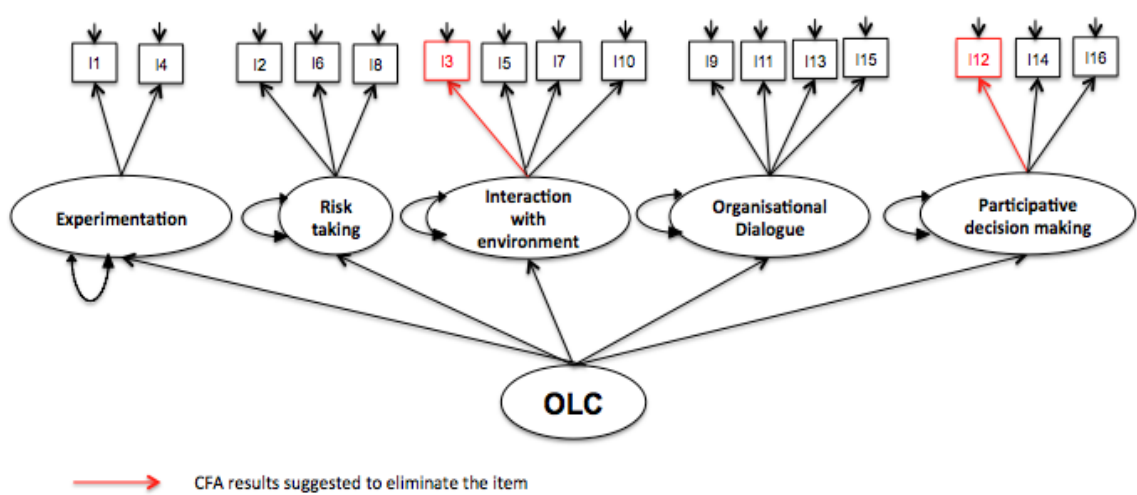 I1 I4 I2 I6 I8 I3 I5 I7 I10 I9 I11 I13 I15 I12 I14 I16
Experimentation
Risk
taking
Interaction
with
environment
Organisational
Dialogue
Participative
decision making
OLC
CFA results suggested to eliminate the item